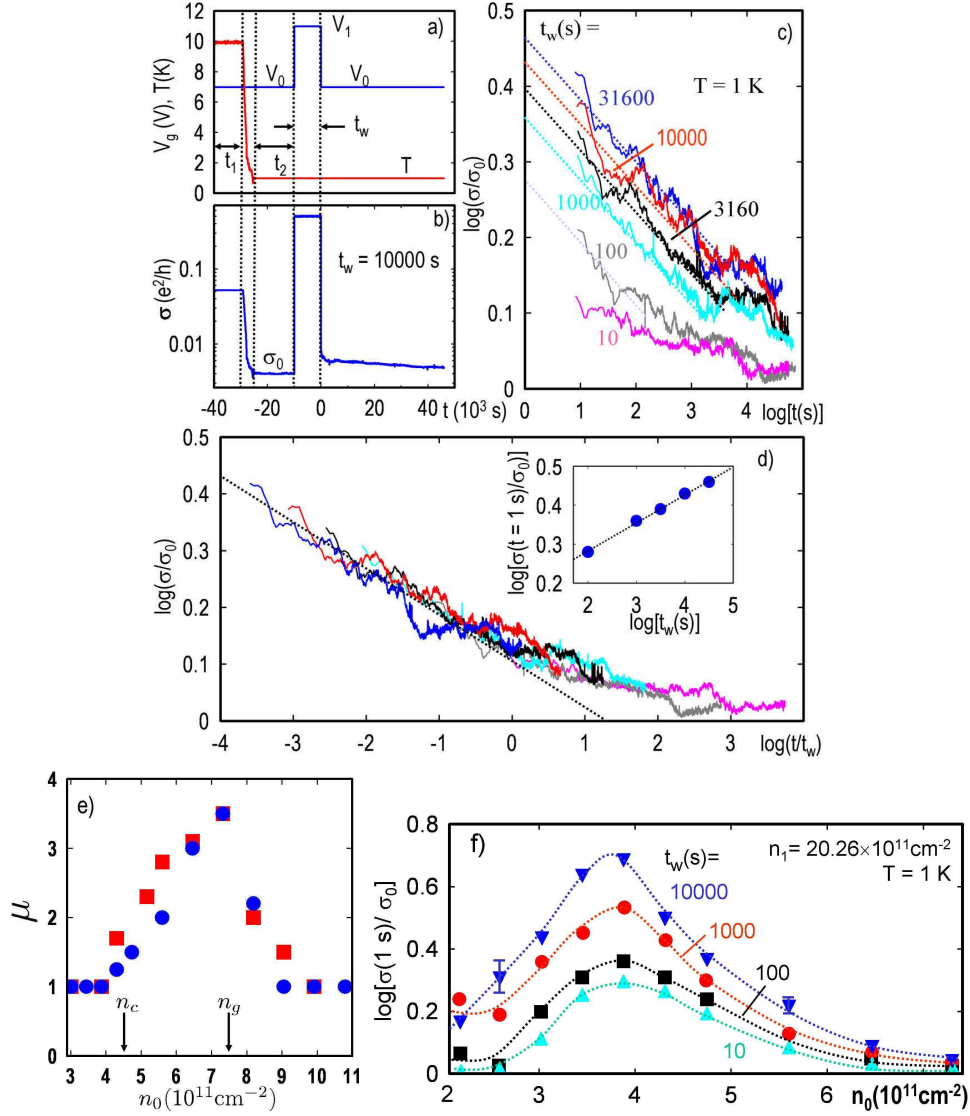 a)
V_g (V), T(K)
12
10
8
6
4
2
0
V_1
V_0
V_0
t_w
t_1
t_2
T
b)
σ (e²/h)
0.1
0.01
t_w = 10000 s
σ_0
-40
-20
0
20
40
t (10³ s)
c)
t_w(s) =
T = 1 K
log(σ/σ_0)
0.5
0.4
0.3
0.2
0.1
0
31600
10000
3160
1000
100
10
0
1
2
3
4
log[t(s)]
d)
log(σ/σ_0)
0.5
0.4
0.3
0.2
0.1
0
-4
-3
-2
-1
0
1
2
3
log(t/t_w)
log[σ(t = 1 s)/σ_0)]
0.5
0.4
0.3
0.2
2
3
4
5
log[t_w(s)]
e)
μ
4
3
2
1
0
n_c
n_g
3 4 5 6 7 8 9 10 11
n_0(10¹¹cm⁻²)
f)
log[σ(1 s)/ σ_0]
0.8
0.6
0.4
0.2
0
t_w(s)=
10000
1000
100
10
n_1= 20.26×10¹¹cm⁻²
T = 1 K
2
3
4
5
6
n_0(10¹¹cm⁻²)